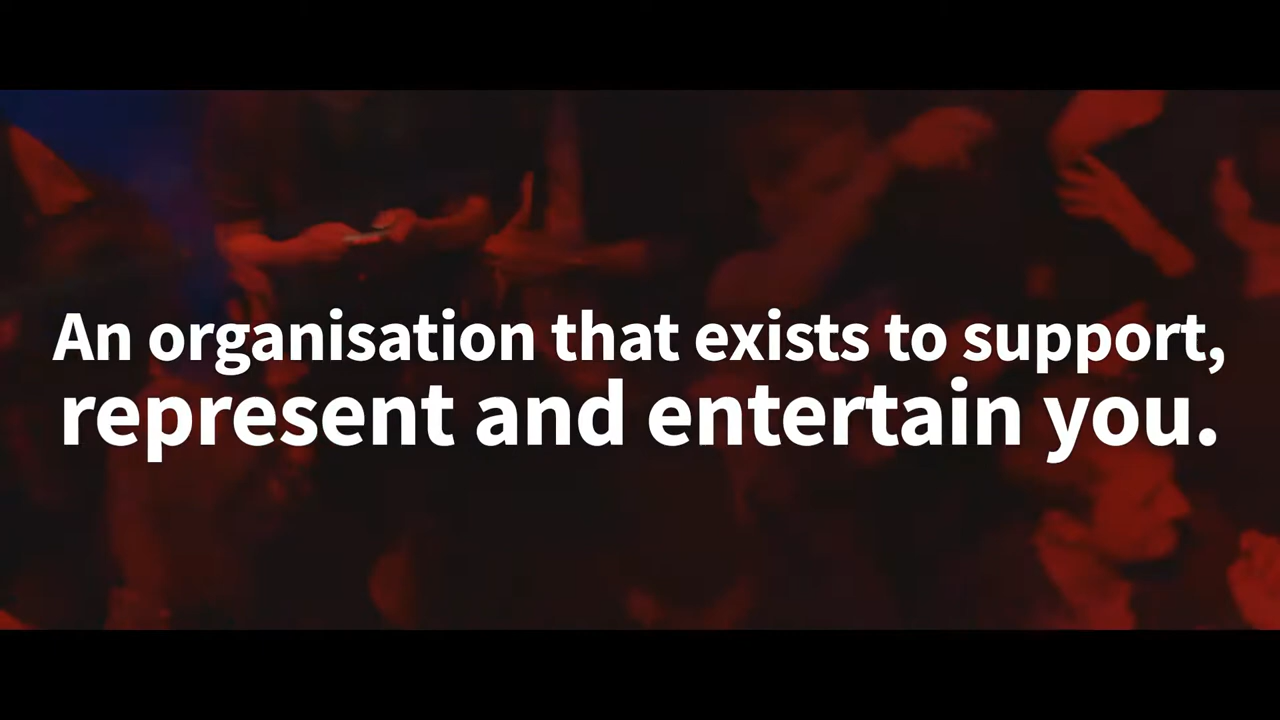 An organisation that exists to support,
represent and entertain you.